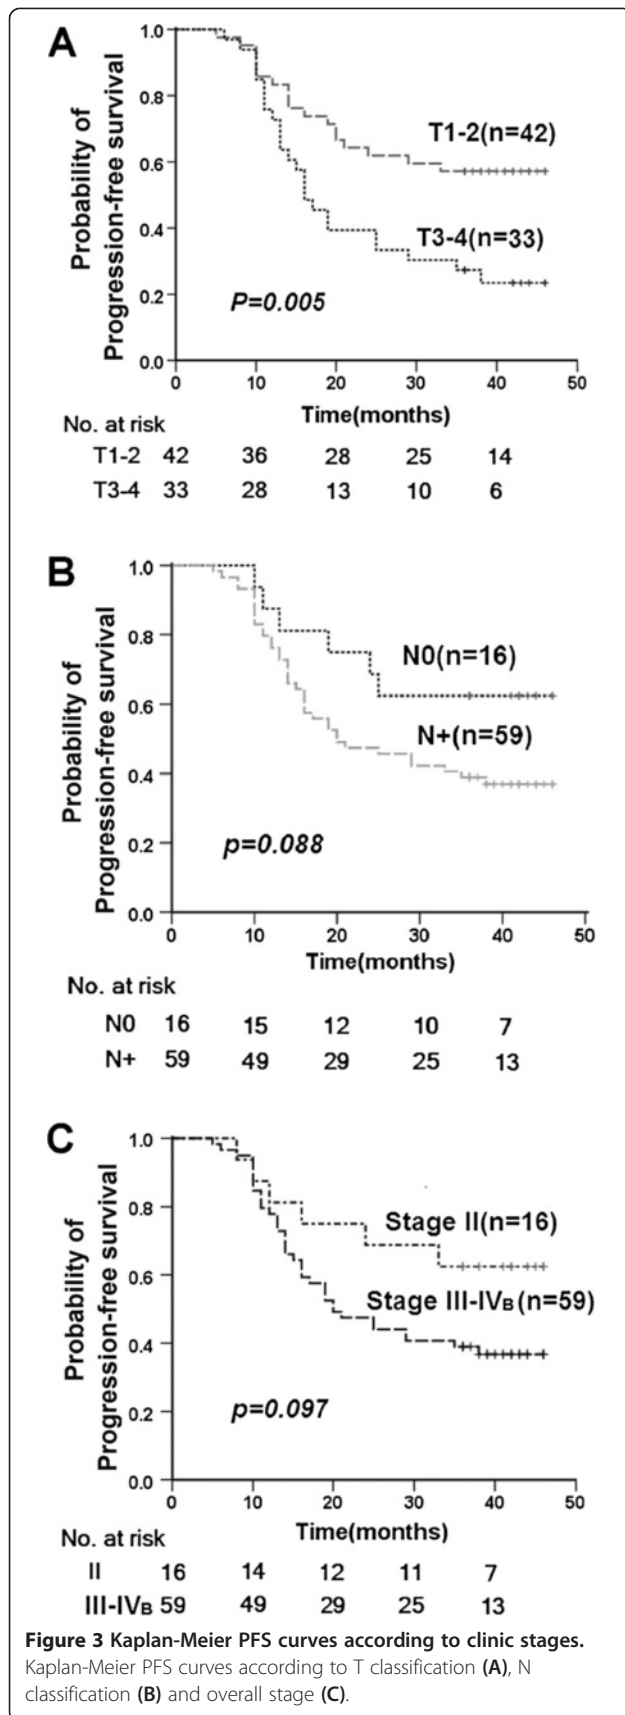 A
Probability of
Progression-free survival
1.0
0.8
0.6
0.4
0.2
0.0
T1-2(n=42)
T3-4(n=33)
P=0.005
0 10 20 30 40 50
Time(months)
No. at risk
T1-2 42 36 28 25 14
T3-4 33 28 13 10 6
B
Probability of
Progression-free survival
1.0
0.8
0.6
0.4
0.2
0.0
N0(n=16)
N+(n=59)
p=0.088
0 10 20 30 40 50
Time(months)
No. at risk
N0 16 15 12 10 7
N+ 59 49 29 25 13
C
Probability of
Progression-free survival
1.0
0.8
0.6
0.4
0.2
0.0
Stage II(n=16)
Stage III-IVB(n=59)
p=0.097
0 10 20 30 40 50
Time(months)
No. at risk
II 16 14 12 11 7
III-IVB 59 49 29 25 13
Figure 3 Kaplan-Meier PFS curves according to clinic stages.
Kaplan-Meier PFS curves according to T classification (A), N
classification (B) and overall stage (C).